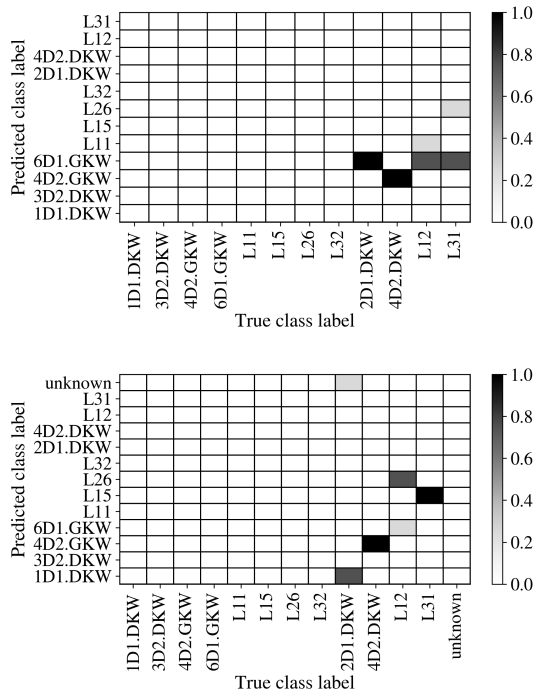 L31
L12
4D2.DKW
2D1.DKW
L32
L26
L15
L11
6D1.GKW
4D2.GKW
3D2.DKW
1D1.DKW
Predicted class label
1D1.DKW
3D2.DKW
4D2.GKW
6D1.GKW
L11
L15
L26
L32
2D1.DKW
4D2.DKW
L12
L31
True class label
1.0
0.8
0.6
0.4
0.2
0.0
unknown
L31
L12
4D2.DKW
2D1.DKW
L32
L26
L15
L11
6D1.GKW
4D2.GKW
3D2.DKW
1D1.DKW
Predicted class label
1D1.DKW
3D2.DKW
4D2.GKW
6D1.GKW
L11
L15
L26
L32
2D1.DKW
4D2.DKW
L12
L31
unknown
True class label
1.0
0.8
0.6
0.4
0.2
0.0